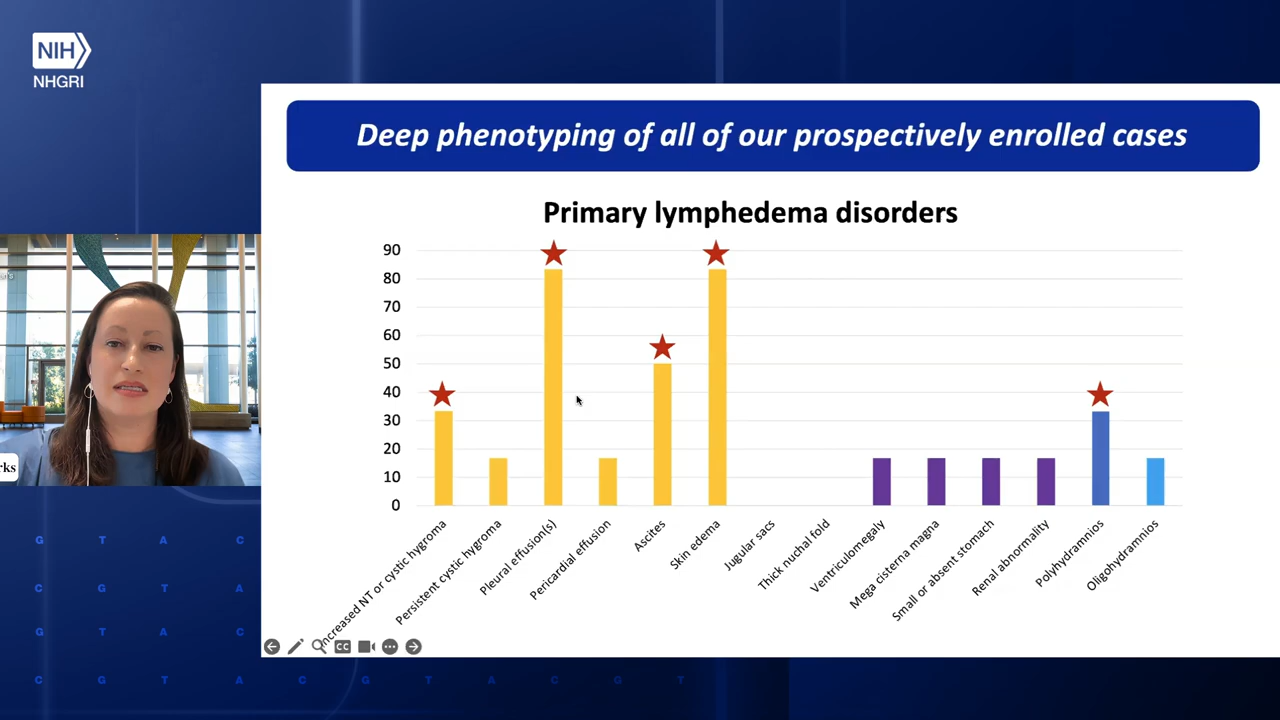 NIH
NHGRI
Deep phenotyping of all of our prospectively enrolled cases
Primary lymphedema disorders
90
80
70
60
50
40
30
20
10
0
Increased NT or cystic hygroma
Persistent cystic hygroma
Pleural effusion(s)
Pericardial effusion
Ascites
Skin edema
Jugular sacs
Thick nuchal fold
Ventriculomegaly
Mega cisterna magna
Small or absent stomach
Renal abnormality
Polyhydramnios
Oligohydramnios
rks
CC
G T A C
C G T A
G T A C
C G T A C G T A C G T